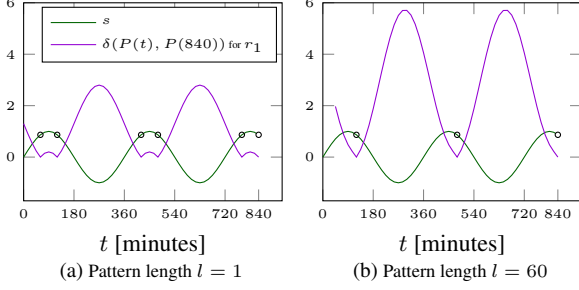 6
4
2
0
s
δ(P(t), P(840)) for r₁
0 180 360 540 720 840
t [minutes]
(a) Pattern length l = 1
6
4
2
0
0 180 360 540 720 840
t [minutes]
(b) Pattern length l = 60